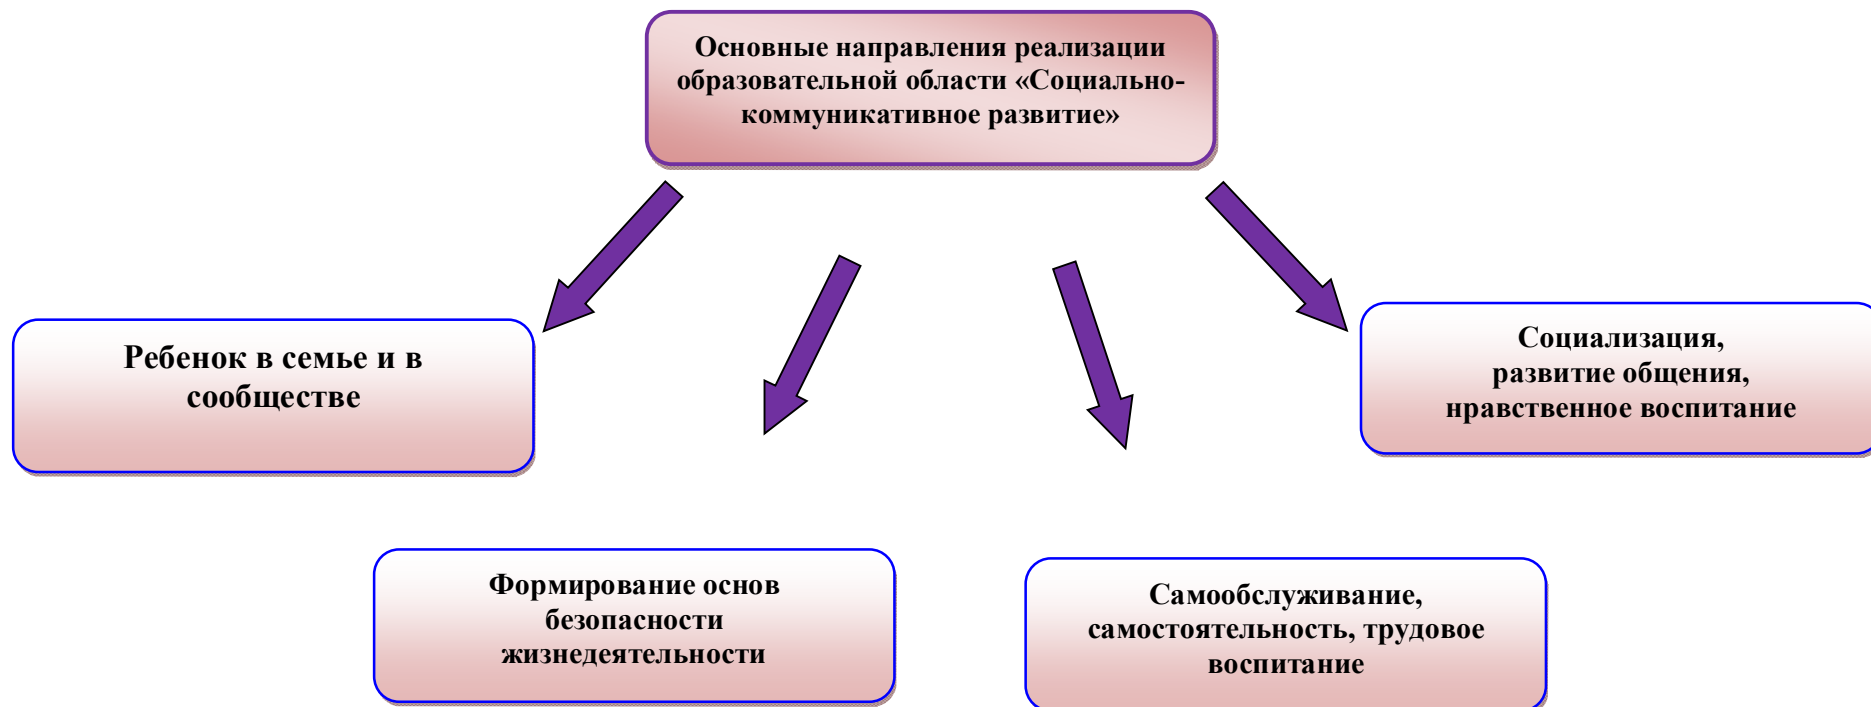 Основные направления реализации
образовательной области «Социально-
коммуникативное развитие»
Ребенок в семье и в
сообществе
Социализация,
развитие общения,
нравственное воспитание
Формирование основ
безопасности
жизнедеятельности
Самообслуживание,
самостоятельность, трудовое
воспитание